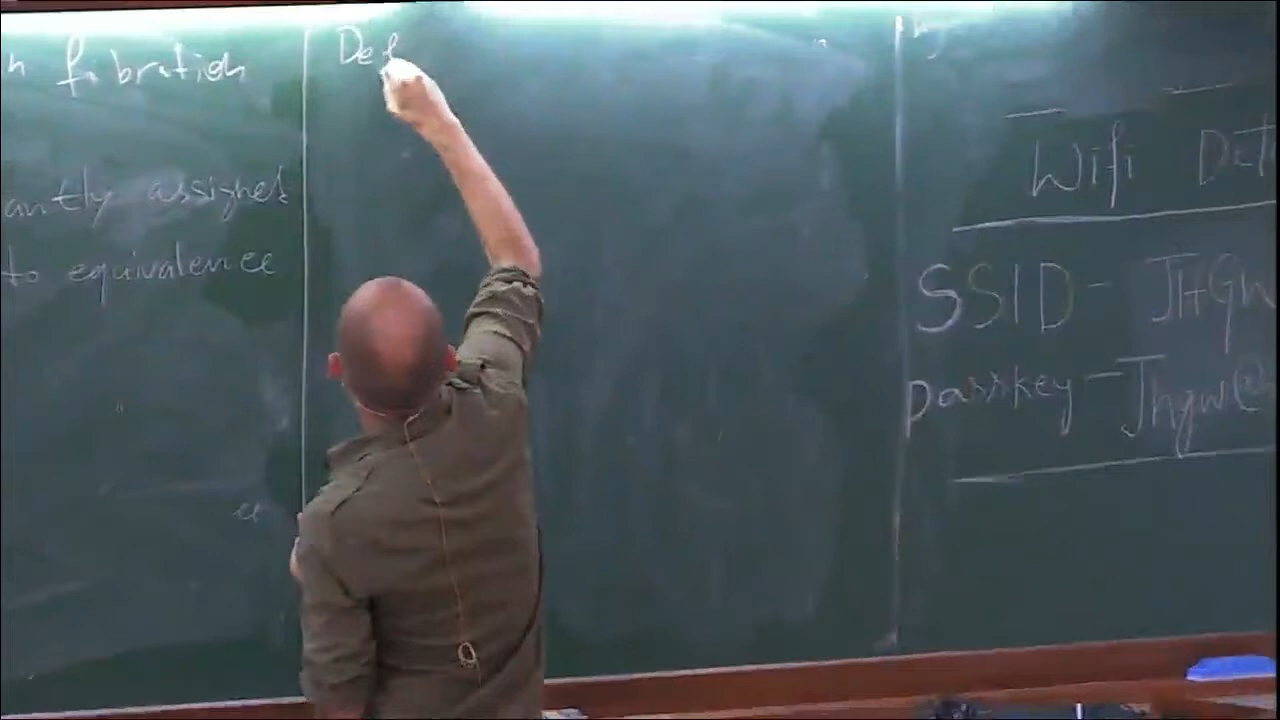 n fibration
antly assigned
to equivalence
Def
Wifi Det
SSID- JHGW
passkey-Jhgw@